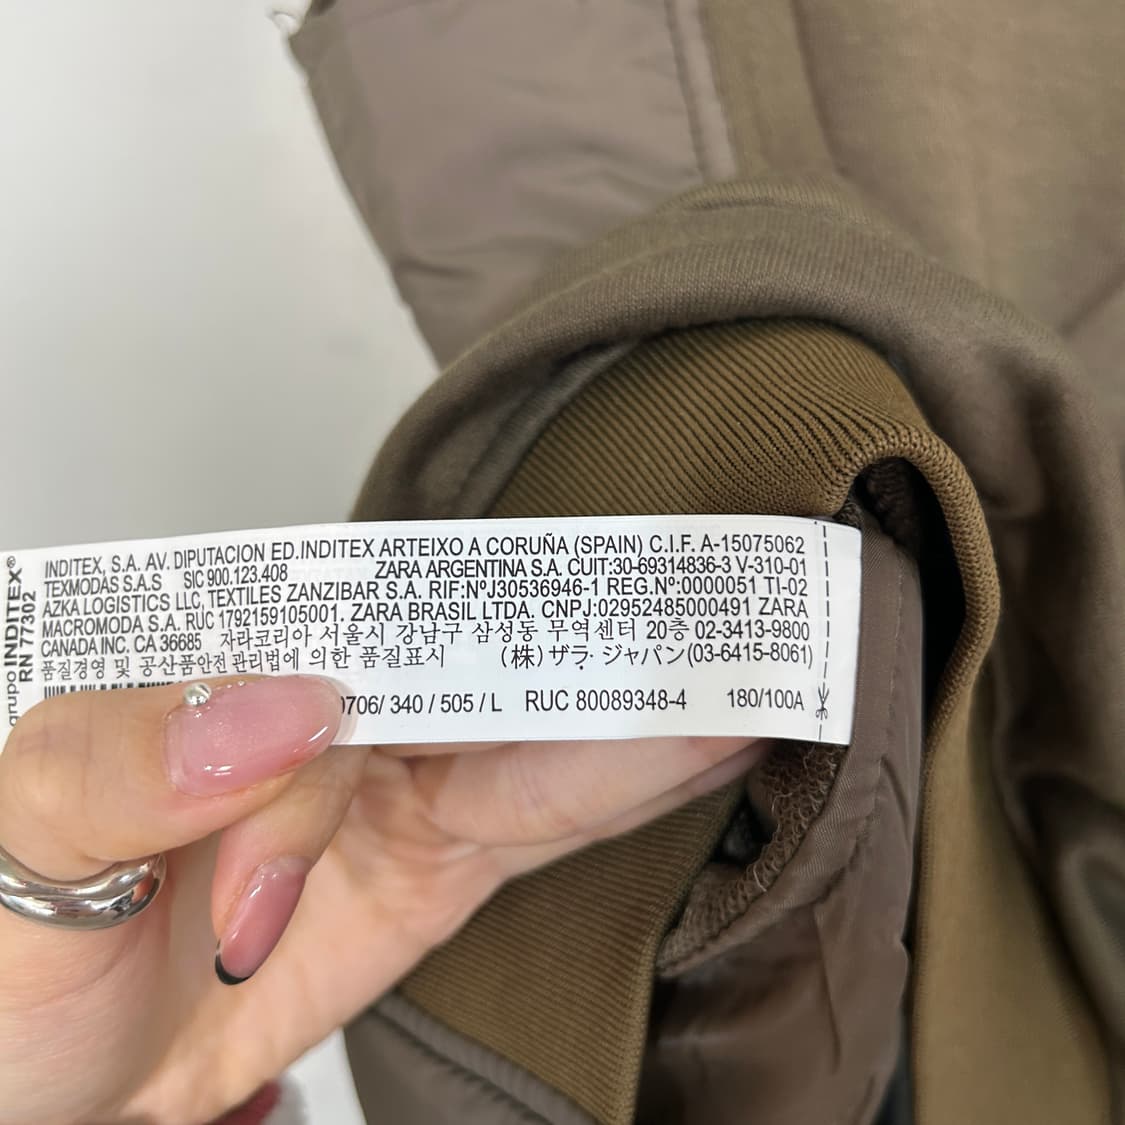 grupo INDITEX®
RN 77302
INDITEX, S.A. AV. DIPUTACION ED.INDITEX ARTEIXO A CORUÑA (SPAIN) C.I.F. A-15075062
TEXMODAS S.A.S SIC 900.123.408 ZARA ARGENTINA S.A. CUIT:30-69314836-3 V-310-01
AZKA LOGISTICS LLC, TEXTILES ZANZIBAR S.A. RIF:NºJ30536946-1 REG.Nº:0000051 TI-02
MACROMODA S.A. RUC 1792159105001. ZARA BRASIL LTDA. CNPJ:02952485000491 ZARA
CANADA INC. CA 36685 자라코리아 서울시 강남구 삼성동 무역센터 20층 02-3413-9800
품질경영 및 공산품안전관리법에 의한 품질표시 (株)ザラ・ジャパン(03-6415-8061)
0706/ 340 / 505 / L RUC 80089348-4 180/100A